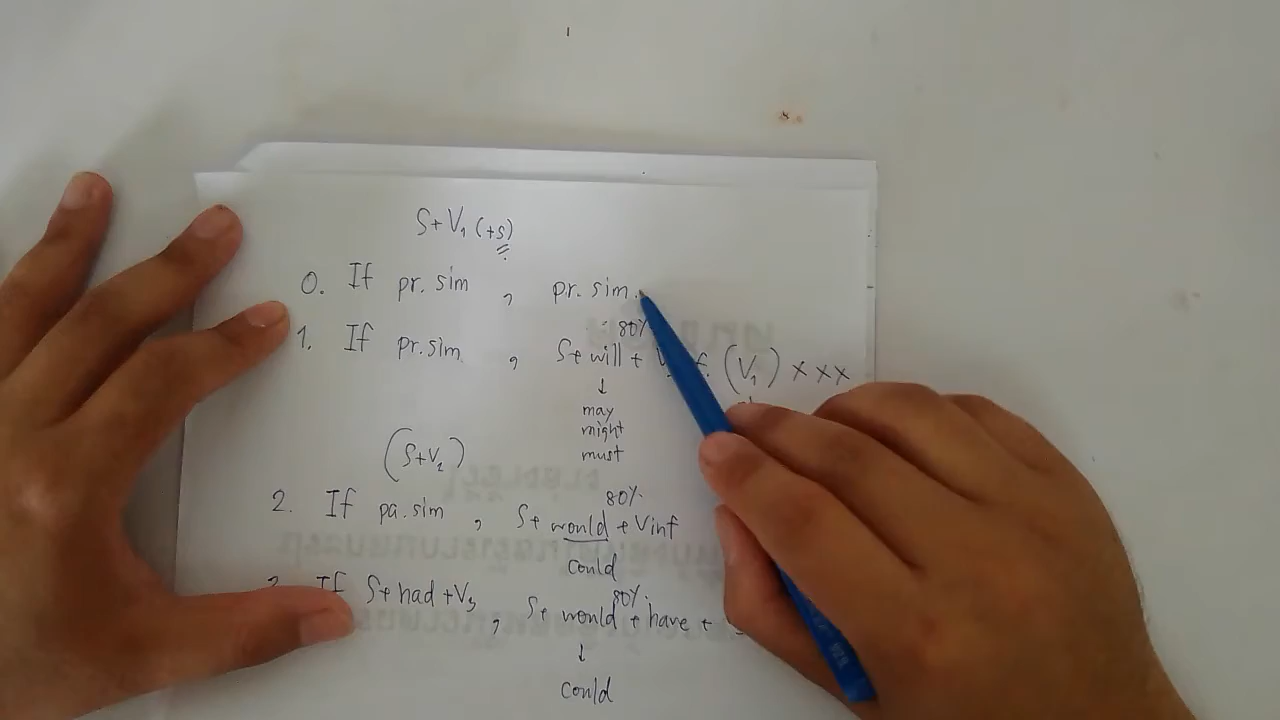 S+V₁ (+s)
0. If pr. sim , pr. sim.
80%
1. If pr.sim , S+ will + (V₁) x x x
↓
may
might
must
(S+V₂)
80%
2. If pa. sim , S+ would + Vinf
could
80%
If S+ had +V₃ , S+ would + have +
↓
could